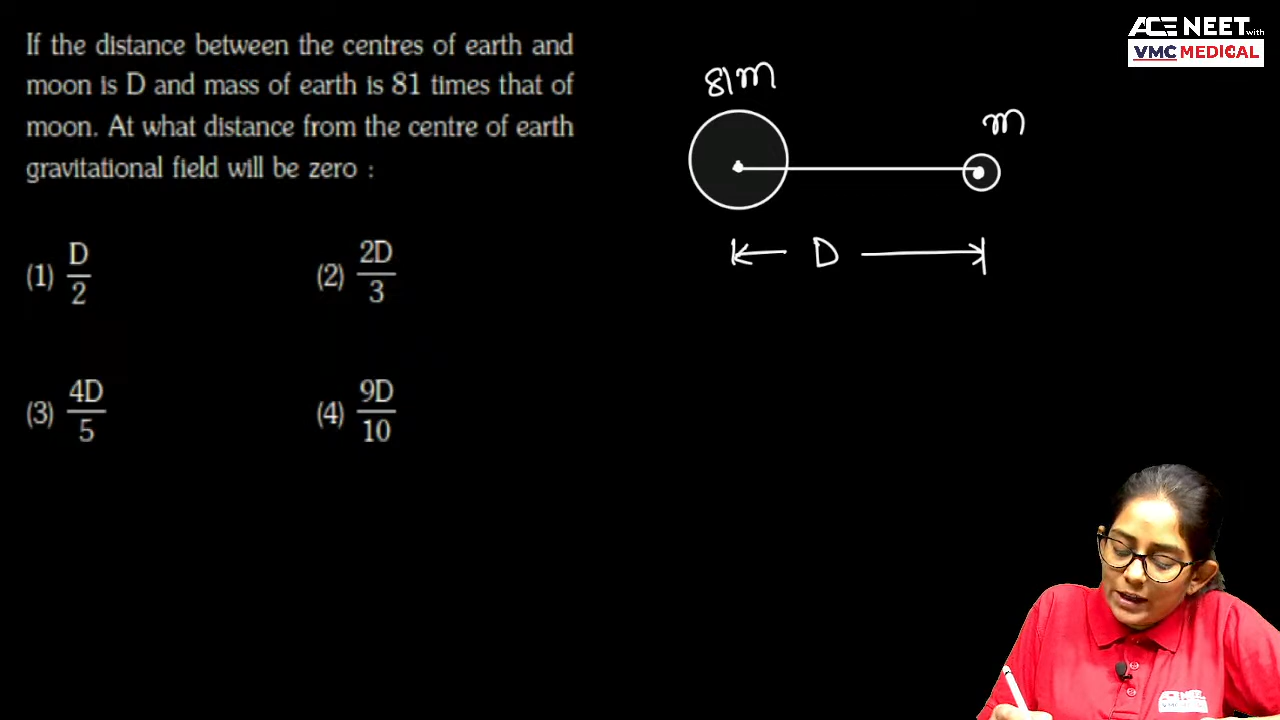 If the distance between the centres of earth and
moon is D and mass of earth is 81 times that of
moon. At what distance from the centre of earth
gravitational field will be zero :
(1) D/2
(2) 2D/3
(3) 4D/5
(4) 9D/10
81m
m
D
ACE NEET with
VMC MEDICAL